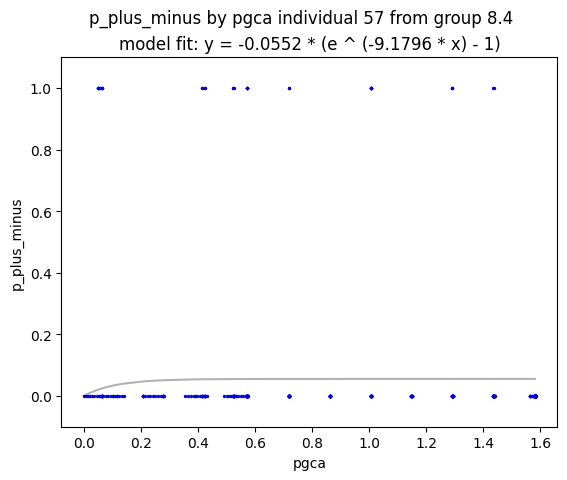 p_plus_minus by pgca individual 57 from group 8.4
model fit: y = -0.0552 * (e ^ (-9.1796 * x) - 1)
1.0
0.8
0.6
0.4
0.2
0.0
p_plus_minus
0.0 0.2 0.4 0.6 0.8 1.0 1.2 1.4 1.6
pgca